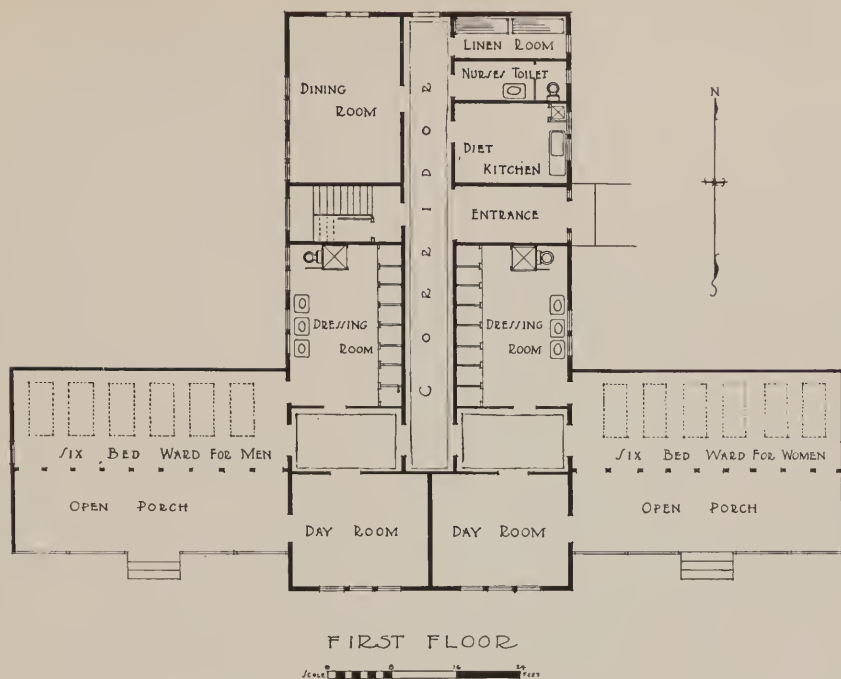 LINEN ROOM
NURSES TOILET
DINING
ROOM
DIET
KITCHEN
CORRIDOR
N
S
ENTRANCE
DRESSING
ROOM
DRESSING
ROOM
SIX BED WARD FOR MEN
SIX BED WARD FOR WOMEN
OPEN PORCH
OPEN PORCH
DAY ROOM
DAY ROOM
FIRST FLOOR
SCALE 0 8 16 24 FEET